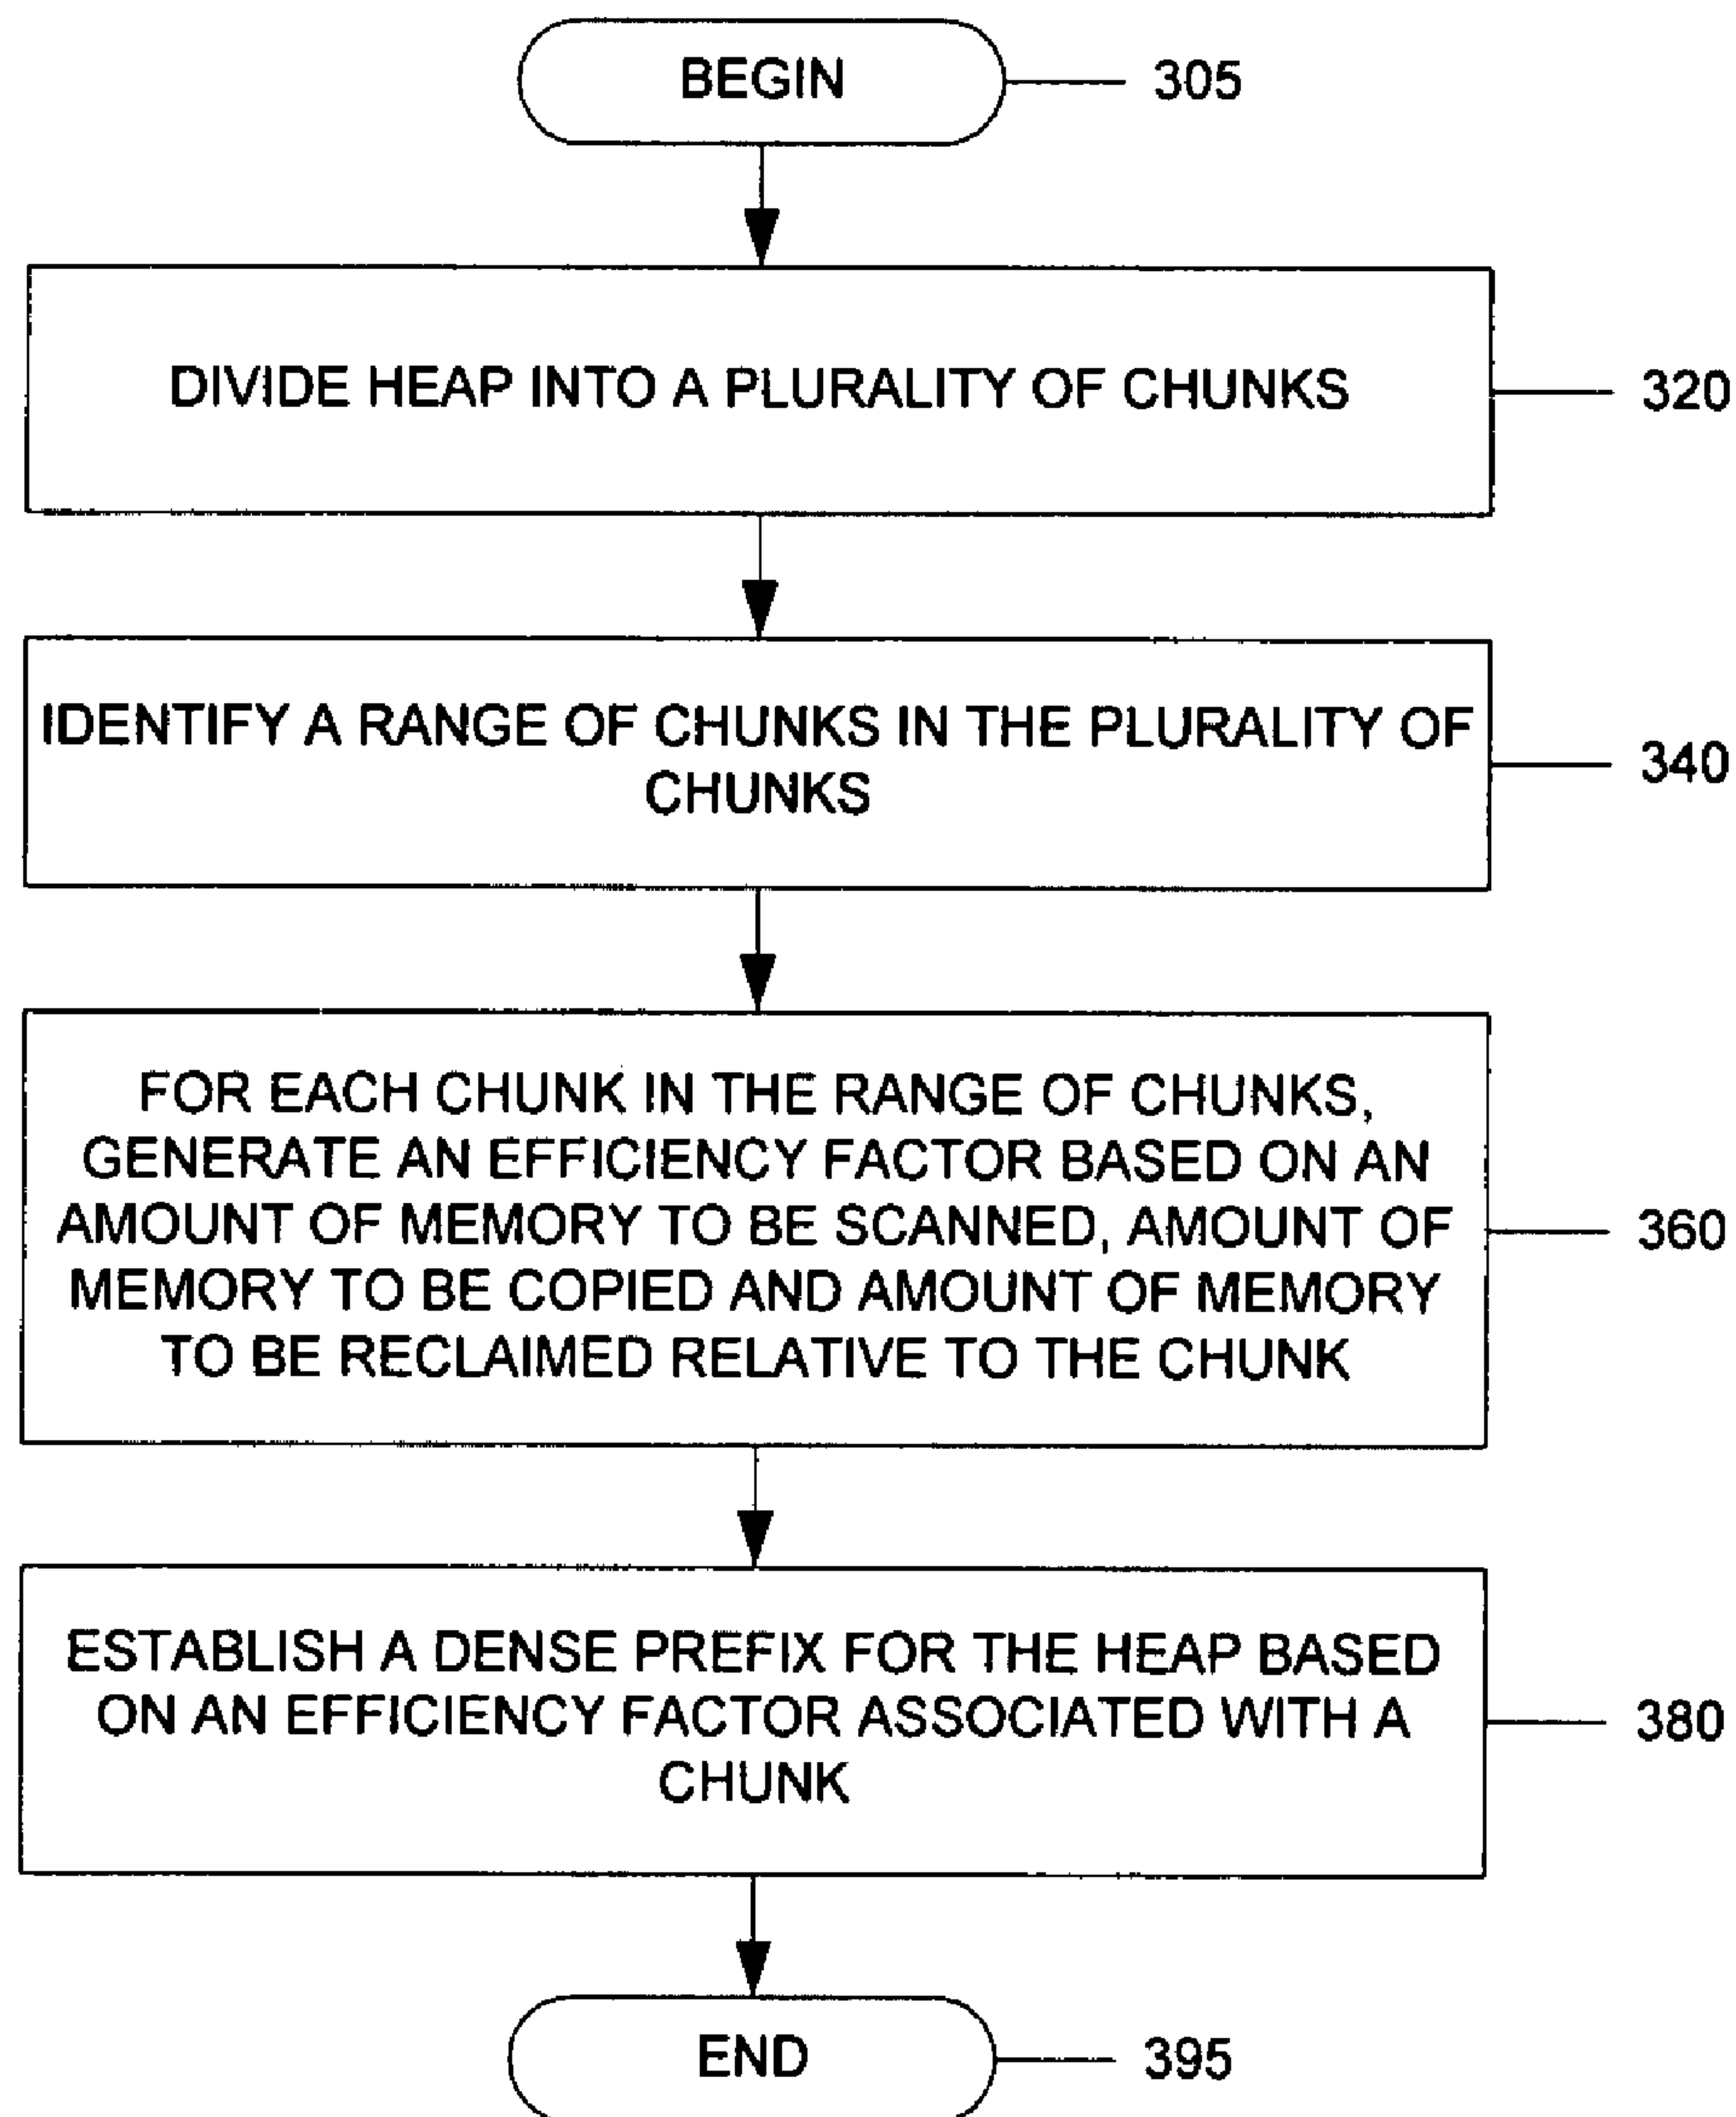 BEGIN
305
DIVIDE HEAP INTO A PLURALITY OF CHUNKS
320
IDENTIFY A RANGE OF CHUNKS IN THE PLURALITY OF
CHUNKS
340
FOR EACH CHUNK IN THE RANGE OF CHUNKS,
GENERATE AN EFFICIENCY FACTOR BASED ON AN
AMOUNT OF MEMORY TO BE SCANNED, AMOUNT OF
MEMORY TO BE COPIED AND AMOUNT OF MEMORY
TO BE RECLAIMED RELATIVE TO THE CHUNK
360
ESTABLISH A DENSE PREFIX FOR THE HEAP BASED
ON AN EFFICIENCY FACTOR ASSOCIATED WITH A
CHUNK
380
END
395